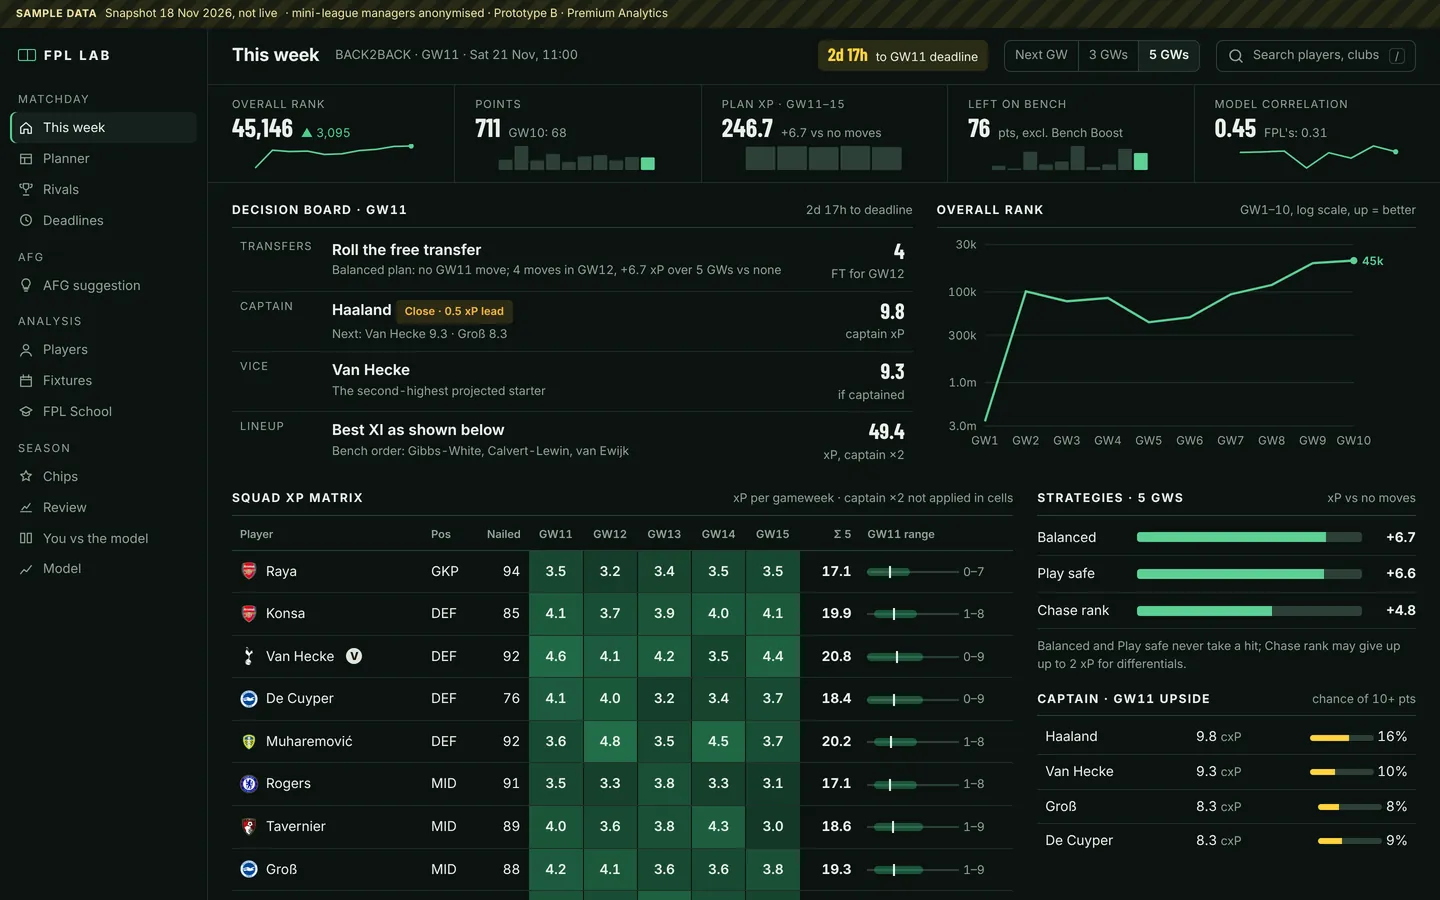 SAMPLE DATA Snapshot 18 Nov 2026, not live · mini-league managers anonymised · Prototype B · Premium Analytics
FPL LAB
MATCHDAY
This week
Planner
Rivals
Deadlines
AFG
AFG suggestion
ANALYSIS
Players
Fixtures
FPL School
SEASON
Chips
Review
You vs the model
Model
This week BACK2BACK · GW11 · Sat 21 Nov, 11:00
2d 17h to GW11 deadline
Next GW 3 GWs 5 GWs
Search players, clubs /
OVERALL RANK
45,146 ▲ 3,095
POINTS
711 GW10: 68
PLAN XP · GW11–15
246.7 +6.7 vs no moves
LEFT ON BENCH
76 pts, excl. Bench Boost
MODEL CORRELATION
0.45 FPL's: 0.31
DECISION BOARD · GW11 2d 17h to deadline
TRANSFERS Roll the free transfer 4
Balanced plan: no GW11 move; 4 moves in GW12, +6.7 xP over 5 GWs vs none FT for GW12
CAPTAIN Haaland Close · 0.5 xP lead 9.8
Next: Van Hecke 9.3 · Groß 8.3 captain xP
VICE Van Hecke 9.3
The second-highest projected starter if captained
LINEUP Best XI as shown below 49.4
Bench order: Gibbs-White, Calvert-Lewin, van Ewijk xP, captain ×2
OVERALL RANK GW1–10, log scale, up = better
30k
45k
100k
300k
1.0m
3.0m
GW1 GW2 GW3 GW4 GW5 GW6 GW7 GW8 GW9 GW10
SQUAD XP MATRIX xP per gameweek · captain ×2 not applied in cells
Player Pos Nailed GW11 GW12 GW13 GW14 GW15 Σ 5 GW11 range
Raya GKP 94 3.5 3.2 3.4 3.5 3.5 17.1 0–7
Konsa DEF 85 4.1 3.7 3.9 4.0 4.1 19.9 1–8
Van Hecke V DEF 92 4.6 4.1 4.2 3.5 4.4 20.8 0–9
De Cuyper DEF 76 4.1 4.0 3.2 3.4 3.7 18.4 0–9
Muharemović DEF 92 3.6 4.8 3.5 4.5 3.7 20.2 1–8
Rogers MID 91 3.5 3.3 3.8 3.3 3.1 17.1 1–8
Tavernier MID 89 4.0 3.6 3.8 4.3 3.0 18.6 1–9
Groß MID 88 4.2 4.1 3.6 3.6 3.8 19.3 1–9
STRATEGIES · 5 GWS xP vs no moves
Balanced +6.7
Play safe +6.6
Chase rank +4.8
Balanced and Play safe never take a hit; Chase rank may give up
up to 2 xP for differentials.
CAPTAIN · GW11 UPSIDE chance of 10+ pts
Haaland 9.8 cxP 16%
Van Hecke 9.3 cxP 10%
Groß 8.3 cxP 8%
De Cuyper 8.3 cxP 9%